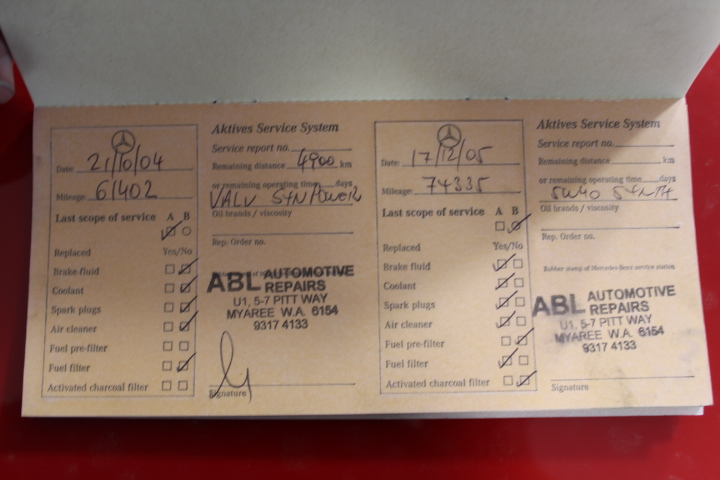 Date: 21/10/04
Mileage: 61402
Last scope of service A B
Replaced Yes/No
Brake fluid
Coolant
Spark plugs
Air cleaner
Fuel pre-filter
Fuel filter
Activated charcoal filter
Aktives Service System
Service report no.
Remaining distance 4900 km
or remaining operating time days
VALV SYNPOWER
Oil brands / viscosity
Rep. Order no.
ABL AUTOMOTIVE
REPAIRS
U1, 5-7 PITT WAY
MYAREE W.A. 6154
9317 4133
Signature
Date: 17/12/05
Mileage: 74335
Last scope of service A B
Replaced Yes/No
Brake fluid
Coolant
Spark plugs
Air cleaner
Fuel pre-filter
Fuel filter
Activated charcoal filter
Aktives Service System
Service report no.
Remaining distance km
or remaining operating time days
5W40 SYNTH
Oil brands / viscosity
Rep. Order no.
Rubber stamp of Mercedes-Benz service station
ABL AUTOMOTIVE
REPAIRS
U1, 5-7 PITT WAY
MYAREE W.A. 6154
9317 4133
Signature